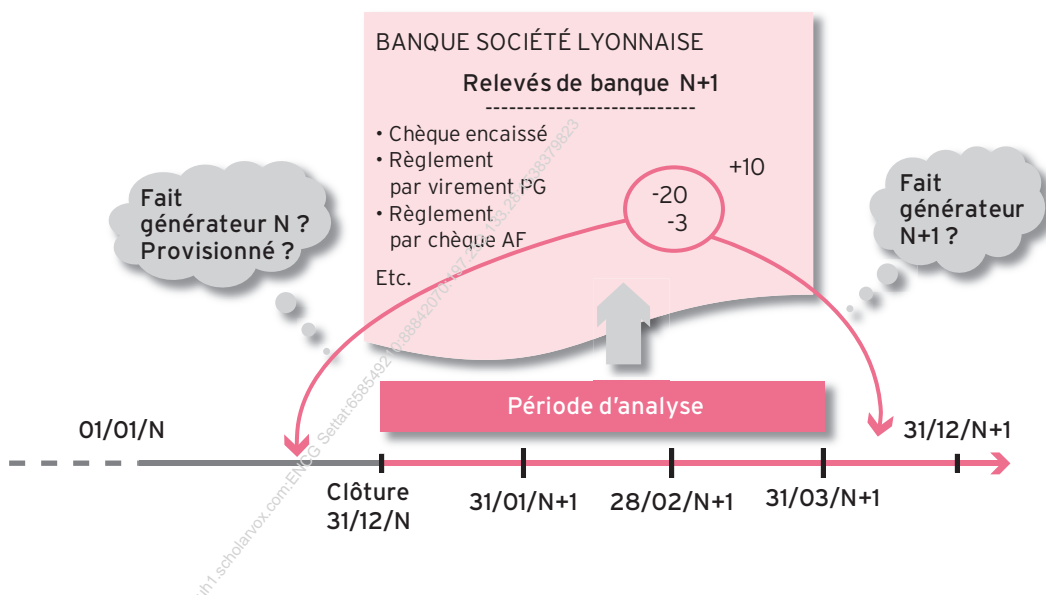 BANQUE SOCIÉTÉ LYONNAISE
Relevés de banque N+1
---------------------------
• Chèque encaissé
• Règlement
par virement PG
• Règlement
par chèque AF
Etc.
+10
-20
-3
Fait
générateur N ?
Provisionné ?
Fait
générateur
N+1 ?
Période d'analyse
01/01/N
31/12/N+1
Clôture
31/12/N
31/01/N+1
28/02/N+1
31/03/N+1